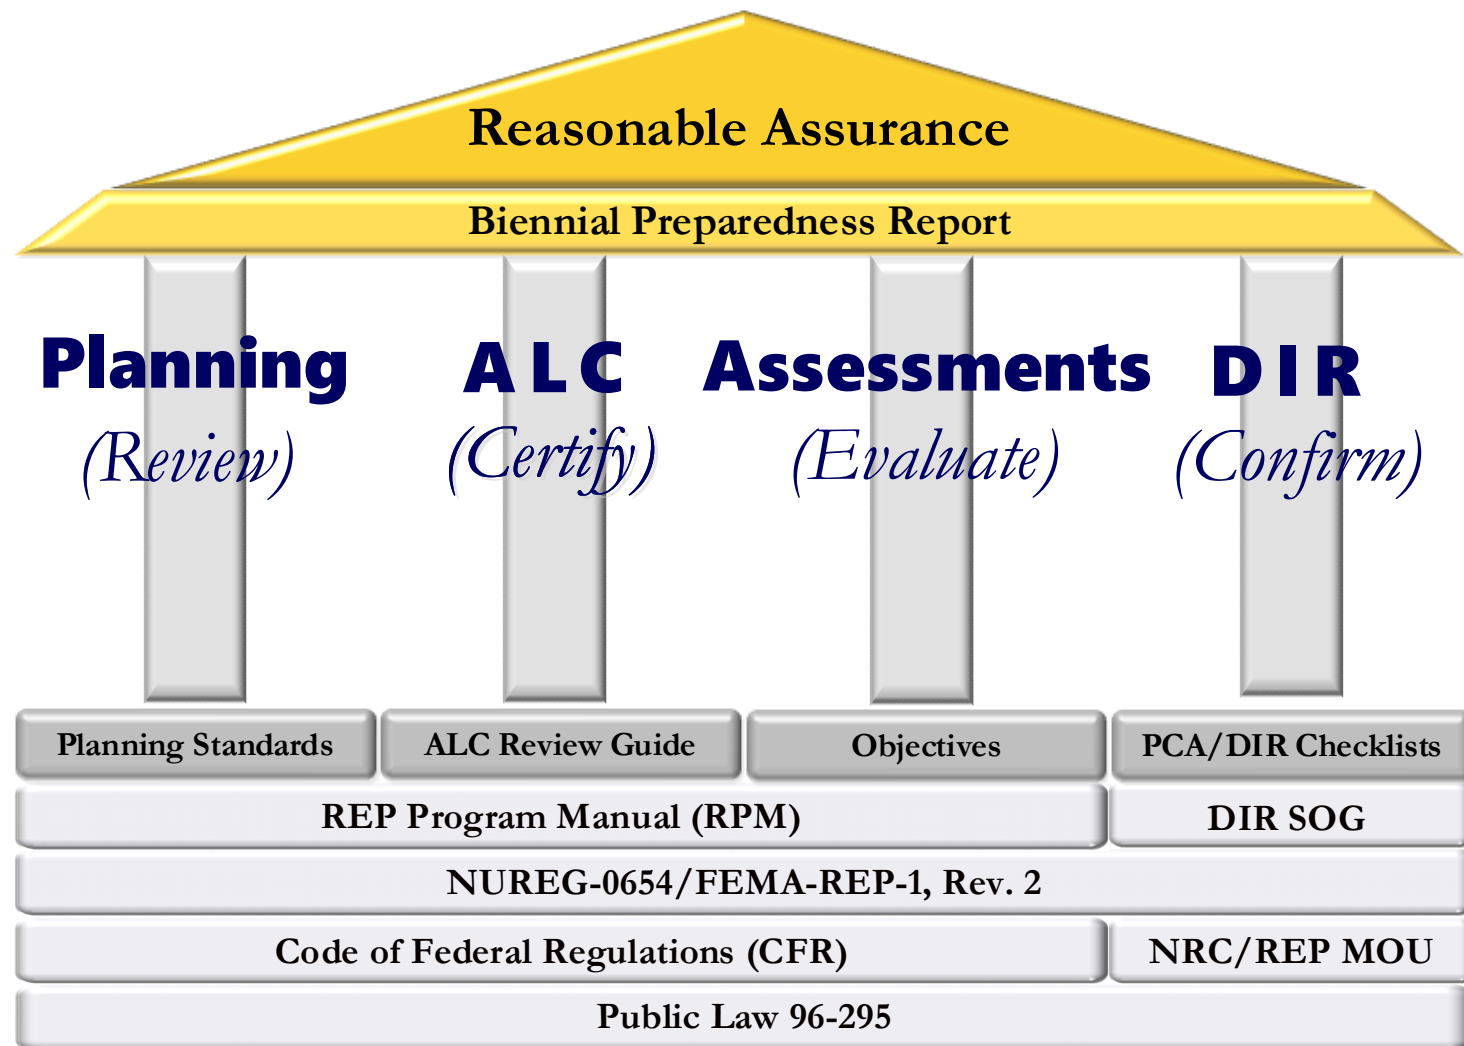 Reasonable Assurance
Biennial Preparedness Report
Planning
(Review)
ALC
(Certify)
Assessments
(Evaluate)
DIR
(Confirm)
Planning Standards
ALC Review Guide
Objectives
PCA/DIR Checklists
REP Program Manual (RPM)
DIR SOG
NUREG-0654/FEMA-REP-1, Rev. 2
Code of Federal Regulations (CFR)
NRC/REP MOU
Public Law 96-295